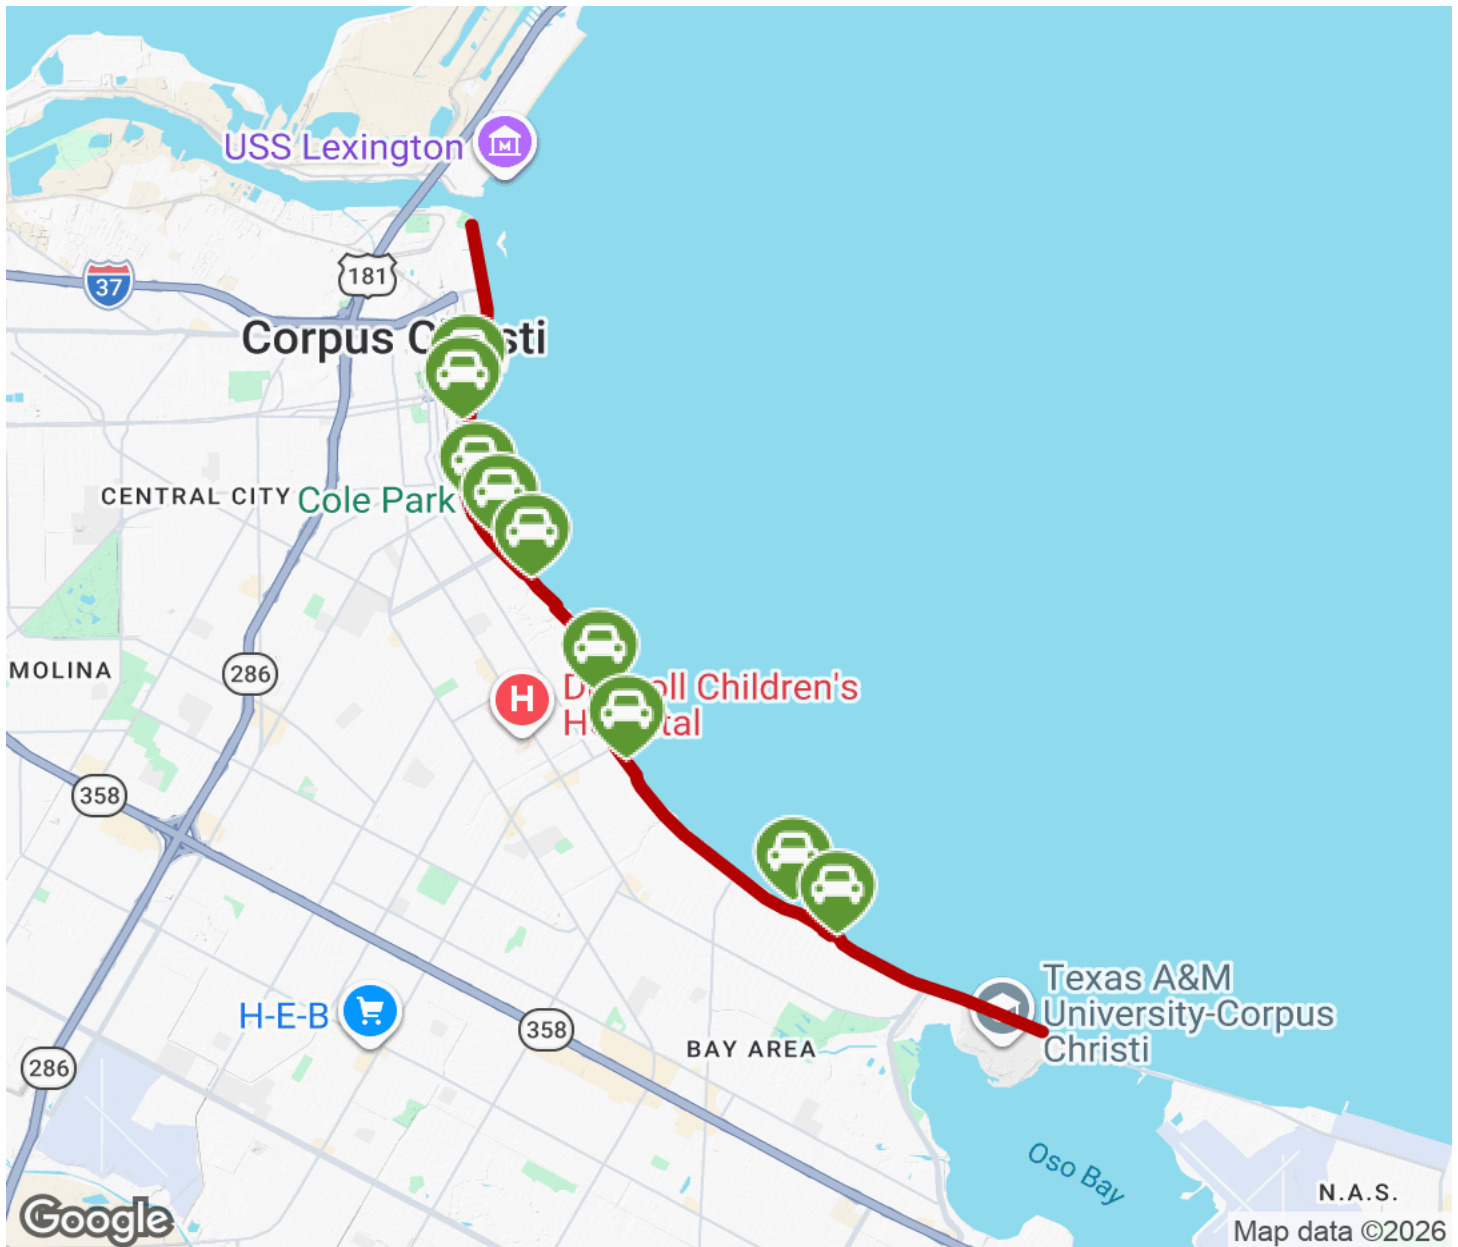 USS Lexington
181
37
Corpus C sti
CENTRAL CITY
Cole Park
MOLINA
286
H
D oll Children's
H tal
358
Texas A&M
University-Corpus
Christi
H-E-B
358
BAY AREA
286
Oso Bay
N.A.S.
Google
Map data ©2026